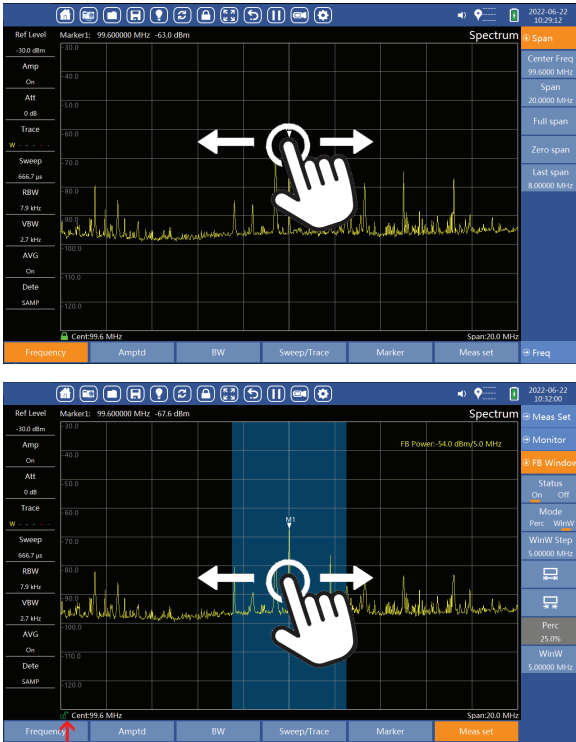 2022-06-22
10:29:12
Ref Level
Marker1: 99.600000 MHz -63.0 dBm
Spectrum
Span
-30.0 dBm
-30.0
Amp
On
Center Freq
99.6000 MHz
-40.0
Att
0 dB
Span
20.0000 MHz
-50.0
Trace
W - - - - -
Full span
-60.0
Sweep
666.7 µs
Zero span
-70.0
RBW
7.9 kHz
Last span
8.00000 MHz
-80.0
VBW
2.7 kHz
-90.0
AVG
On
-100.0
Dete
SAMP
-110.0
-120.0
Cent:99.6 MHz
Span:20.0 MHz
Frequency
Amptd
BW
Sweep/Trace
Marker
Meas set
Freq
2022-06-22
10:32:00
Ref Level
Marker1: 99.600000 MHz -67.6 dBm
Spectrum
Meas Set
-30.0 dBm
-30.0
Amp
On
FB Power:-54.0 dBm/5.0 MHz
Monitor
-40.0
FB Window
Att
0 dB
-50.0
Status
On Off
Trace
W - - - - -
M1
Mode
Perc WinW
-60.0
Sweep
666.7 µs
WinW Step
5.00000 MHz
-70.0
RBW
7.9 kHz
-80.0
VBW
2.7 kHz
-90.0
Perc
25.0%
-100.0
AVG
On
WinW
5.00000 MHz
-110.0
Dete
SAMP
-120.0
Cent:99.6 MHz
Span:20.0 MHz
Frequency
Amptd
BW
Sweep/Trace
Marker
Meas set